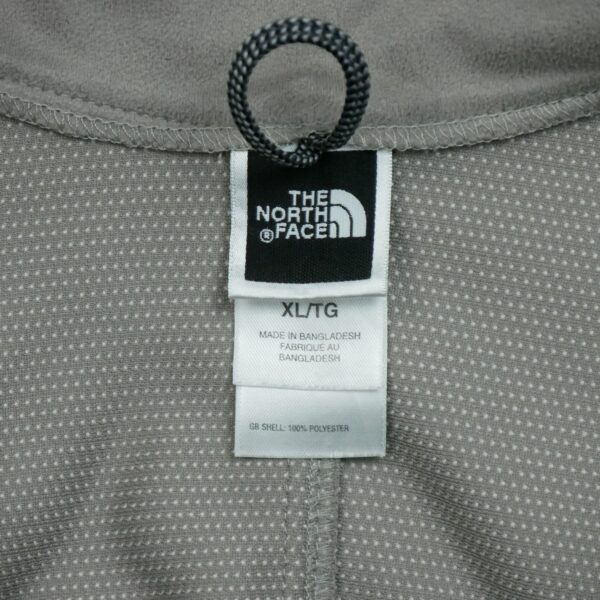 THE
NORTH
FACE
®
XL/TG
MADE IN BANGLADESH
FABRIQUE AU
BANGLADESH
GB SHELL: 100% POLYESTER